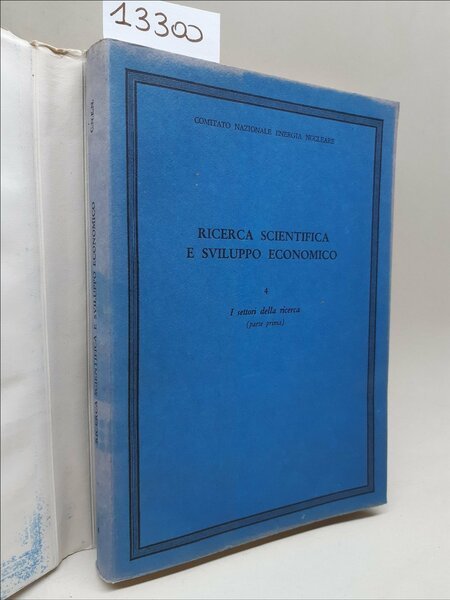 13300
COMITATO NAZIONALE ENERGIA NUCLEARE
RICERCA SCIENTIFICA
E SVILUPPO ECONOMICO
4
I settori della ricerca
(parte prima)
C.N.E.N.
RICERCA SCIENTIFICA E SVILUPPO ECONOMICO